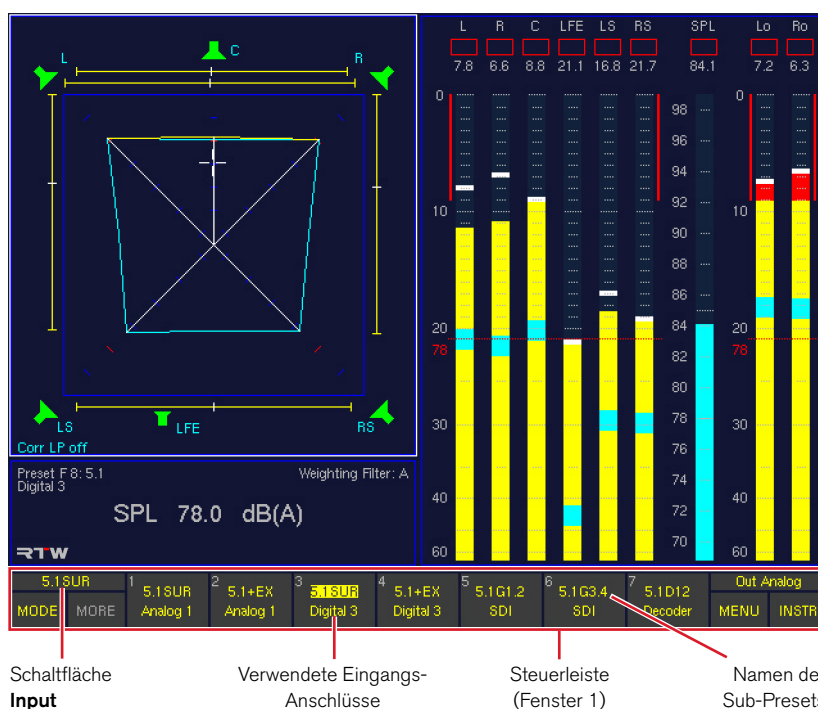 L R C LFE LS RS SPL Lo Ro
7.8 6.6 8.8 21.1 16.8 21.7 84.1 7.2 6.3
C
L
R
LS
LFE
RS
Corr LP off
0
10
20
78
30
40
60
98
96
94
92
90
88
86
84
82
80
78
76
74
72
70
0
10
20
78
30
40
60
Preset F 8: 5.1
Weighting Filter: A
Digital 3
SPL 78.0 dB(A)
RTW
5.1SUR
MODE MORE
1 5.1SUR
Analog 1
2 5.1+EX
Analog 1
3 5.1SUR
Digital 3
4 5.1+EX
Digital 3
5 5.1G1.2
SDI
6 5.1G3.4
SDI
7 5.1D12
Decoder
Out Analog
MENU INSTR
Schaltfläche
Input
Verwendete Eingangs-
Anschlüsse
Steuerleiste
(Fenster 1)
Namen de
Sub-Presets